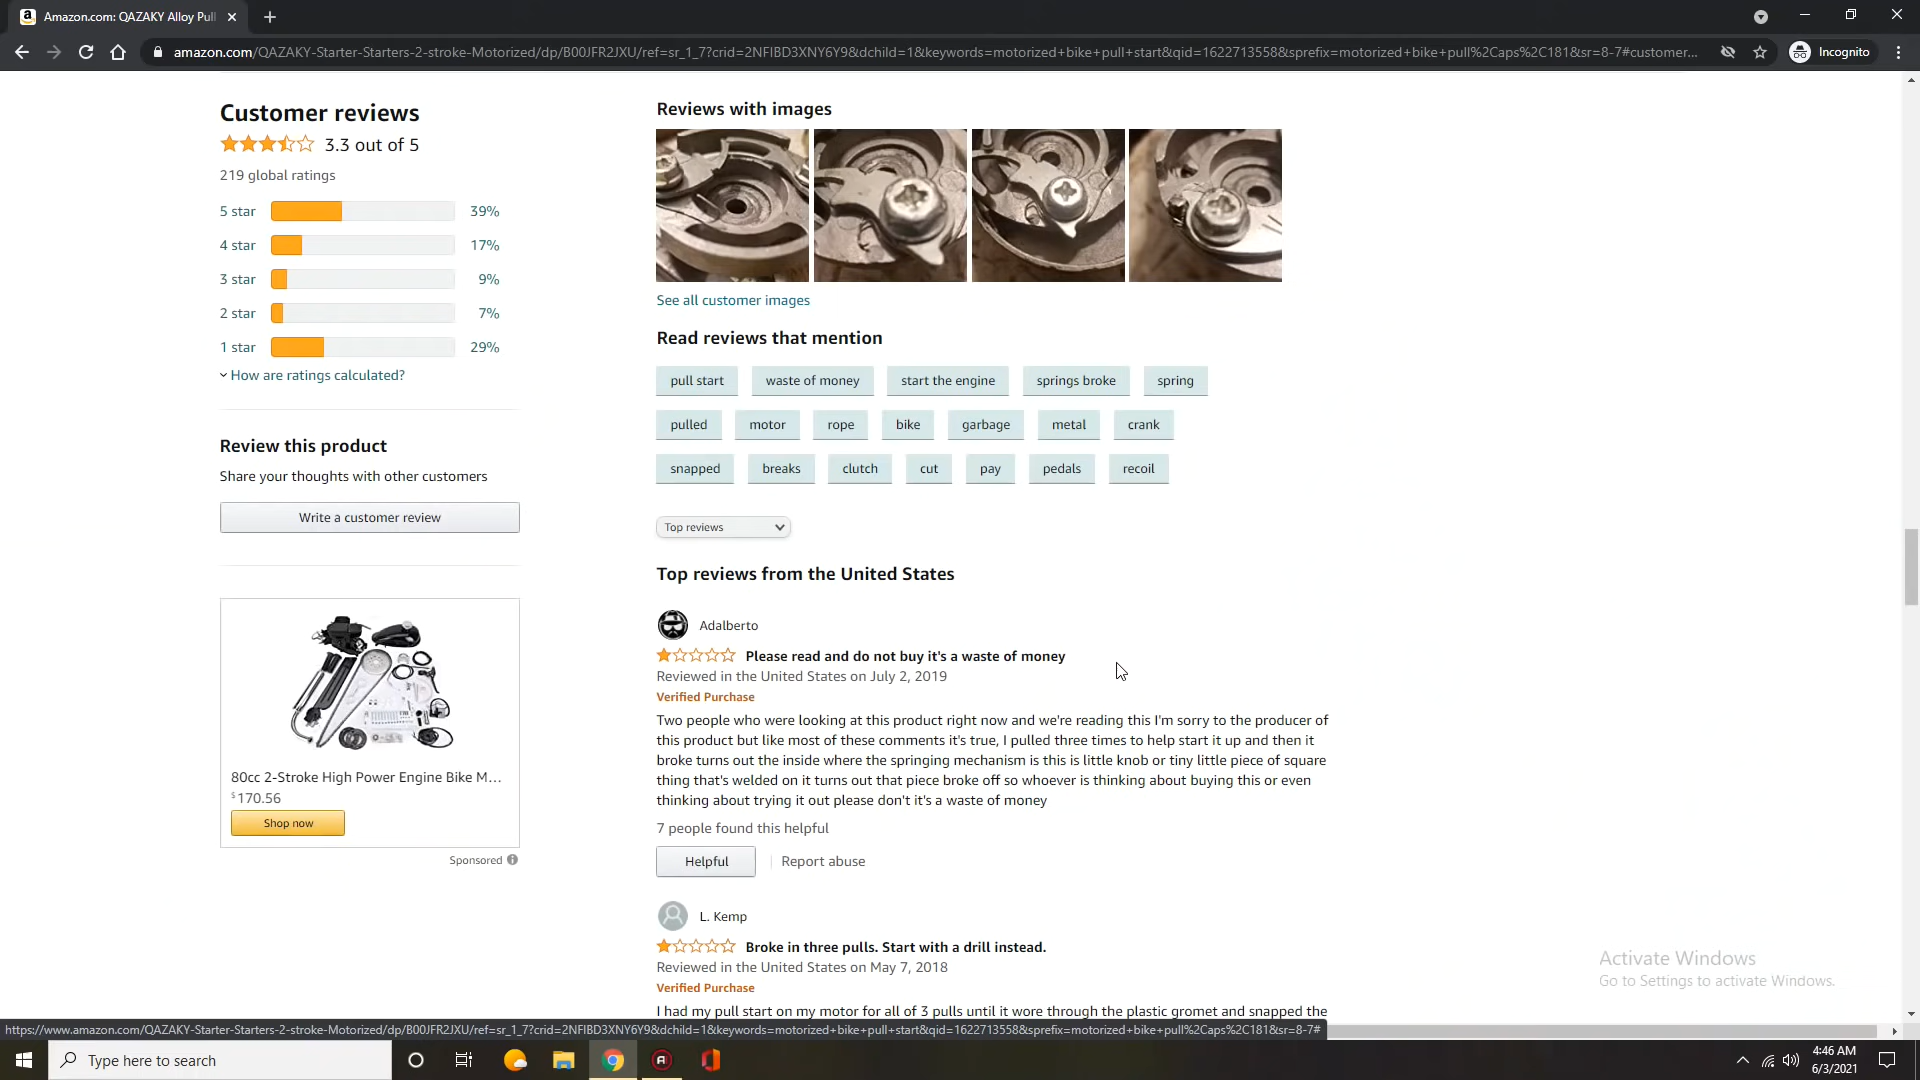 Amazon.com: QAZAKY Alloy Pull
amazon.com/QAZAKY-Starter-Starters-2-stroke-Motorized/dp/B00JFR2JXU/ref=sr_1_7?crid=2NFIBD3XNY6Y9&dchild=1&keywords=motorized+bike+pull+start&qid=1622713558&sprefix=motorized+bike+pull%2Caps%2C181&sr=8-7#customer...
Incognito
Customer reviews
3.3 out of 5
219 global ratings
5 star 39%
4 star 17%
3 star 9%
2 star 7%
1 star 29%
How are ratings calculated?
Review this product
Share your thoughts with other customers
Write a customer review
80cc 2-Stroke High Power Engine Bike M...
$170.56
Shop now
Sponsored
Reviews with images
See all customer images
Read reviews that mention
pull start waste of money start the engine springs broke spring
pulled motor rope bike garbage metal crank
snapped breaks clutch cut pay pedals recoil
Top reviews
Top reviews from the United States
Adalberto
Please read and do not buy it's a waste of money
Reviewed in the United States on July 2, 2019
Verified Purchase
Two people who were looking at this product right now and we're reading this I'm sorry to the producer of
this product but like most of these comments it's true, I pulled three times to help start it up and then it
broke turns out the inside where the springing mechanism is this is little knob or tiny little piece of square
thing that's welded on it turns out that piece broke off so whoever is thinking about buying this or even
thinking about trying it out please don't it's a waste of money
7 people found this helpful
Helpful Report abuse
L. Kemp
Broke in three pulls. Start with a drill instead.
Reviewed in the United States on May 7, 2018
Verified Purchase
I had my pull start on my motor for all of 3 pulls until it wore through the plastic gromet and snapped the
Activate Windows
Go to Settings to activate Windows.
https://www.amazon.com/QAZAKY-Starter-Starters-2-stroke-Motorized/dp/B00JFR2JXU/ref=sr_1_7?crid=2NFIBD3XNY6Y9&dchild=1&keywords=motorized+bike+pull+start&qid=1622713558&sprefix=motorized+bike+pull%2Caps%2C181&sr=8-7#
Type here to search
4:46 AM
6/3/2021